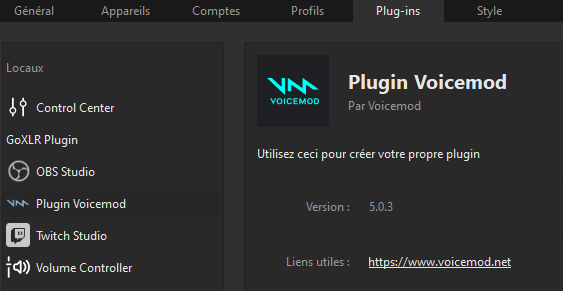 Général Appareils Comptes Profils Plug-ins Style
Locaux
Control Center
GoXLR Plugin
OBS Studio
Plugin Voicemod
Twitch Studio
Volume Controller
VOICEMOD
Plugin Voicemod
Par Voicemod
Utilisez ceci pour créer votre propre plugin
Version : 5.0.3
Liens utiles : https://www.voicemod.net